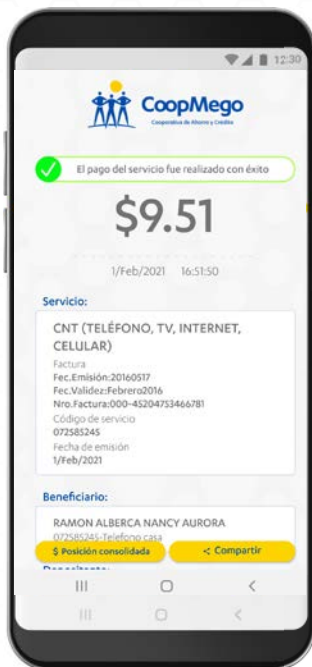 12:30
CoopMego
Cooperativa de Ahorro y Crédito
El pago del servicio fue realizado con éxito
$9.51
1/Feb/2021 16:51:50
Servicio:
CNT (TELÉFONO, TV, INTERNET,
CELULAR)
Factura
Fec.Emisión:20160517
Fec.Validez:Febrero2016
Nro.Factura:000-45204753466781
Código de servicio
072585245
Fecha de emisión
1/Feb/2021
Beneficiario:
RAMON ALBERCA NANCY AURORA
072585245-Telefono casa
$ Posición consolidada
Compartir